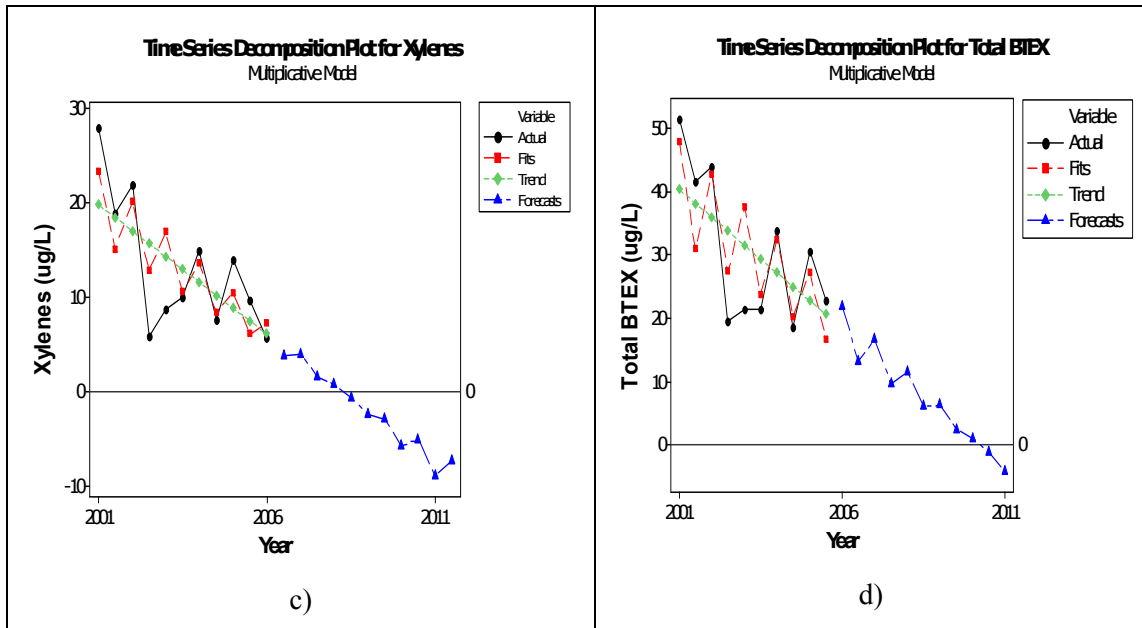 Time Series Decomposition Plot for Xylenes
Multiplicative Model
30
20
10
0
-10
0
Xylenes (ug/L)
2001
2006
2011
Year
Variable
Actual
Fits
Trend
Forecasts
c)
Time Series Decomposition Plot for Total BTEX
Multiplicative Model
50
40
30
20
10
0
0
Total BTEX (ug/L)
2001
2006
2011
Year
Variable
Actual
Fits
Trend
Forecasts
d)